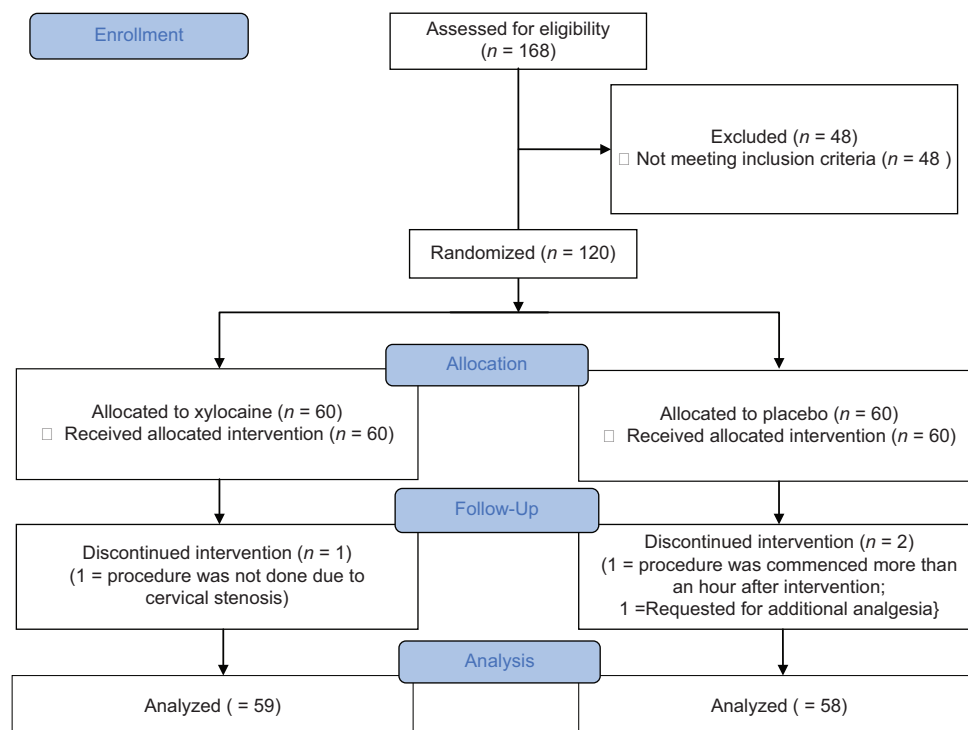 Enrollment
Assessed for eligibility
(n = 168)
Excluded (n = 48)
□ Not meeting inclusion criteria (n = 48 )
Randomized (n = 120)
Allocation
Allocated to xylocaine (n = 60)
□ Received allocated intervention (n = 60)
Allocated to placebo (n = 60)
□ Received allocated intervention (n = 60)
Follow-Up
Discontinued intervention (n = 1)
(1 = procedure was not done due to
cervical stenosis)
Discontinued intervention (n = 2)
(1 = procedure was commenced more than
an hour after intervention;
1 =Requested for additional analgesia}
Analysis
Analyzed ( = 59)
Analyzed ( = 58)